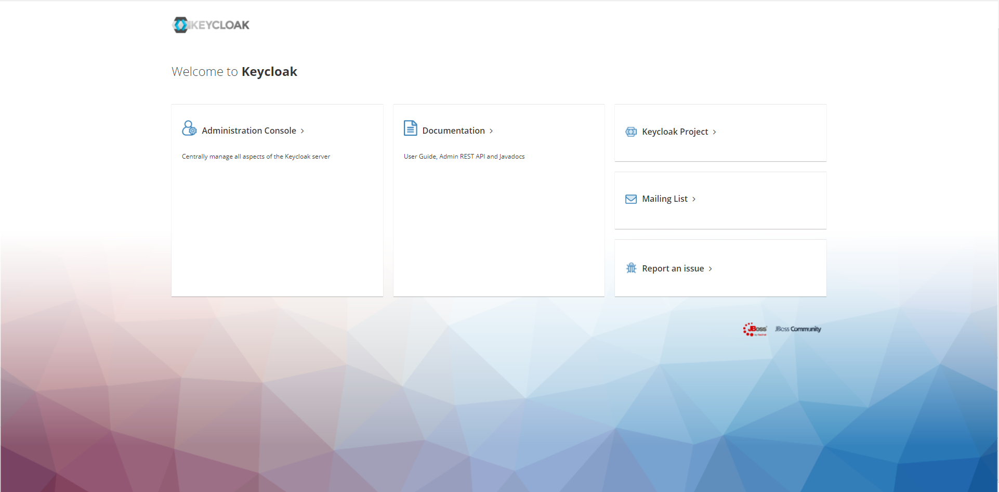 KEYCLOAK
Welcome to Keycloak
Administration Console
Centrally manage all aspects of the Keycloak server
Documentation
User Guide, Admin REST API and Javadocs
Keycloak Project
Mailing List
Report an issue
JBoss
JBoss Community